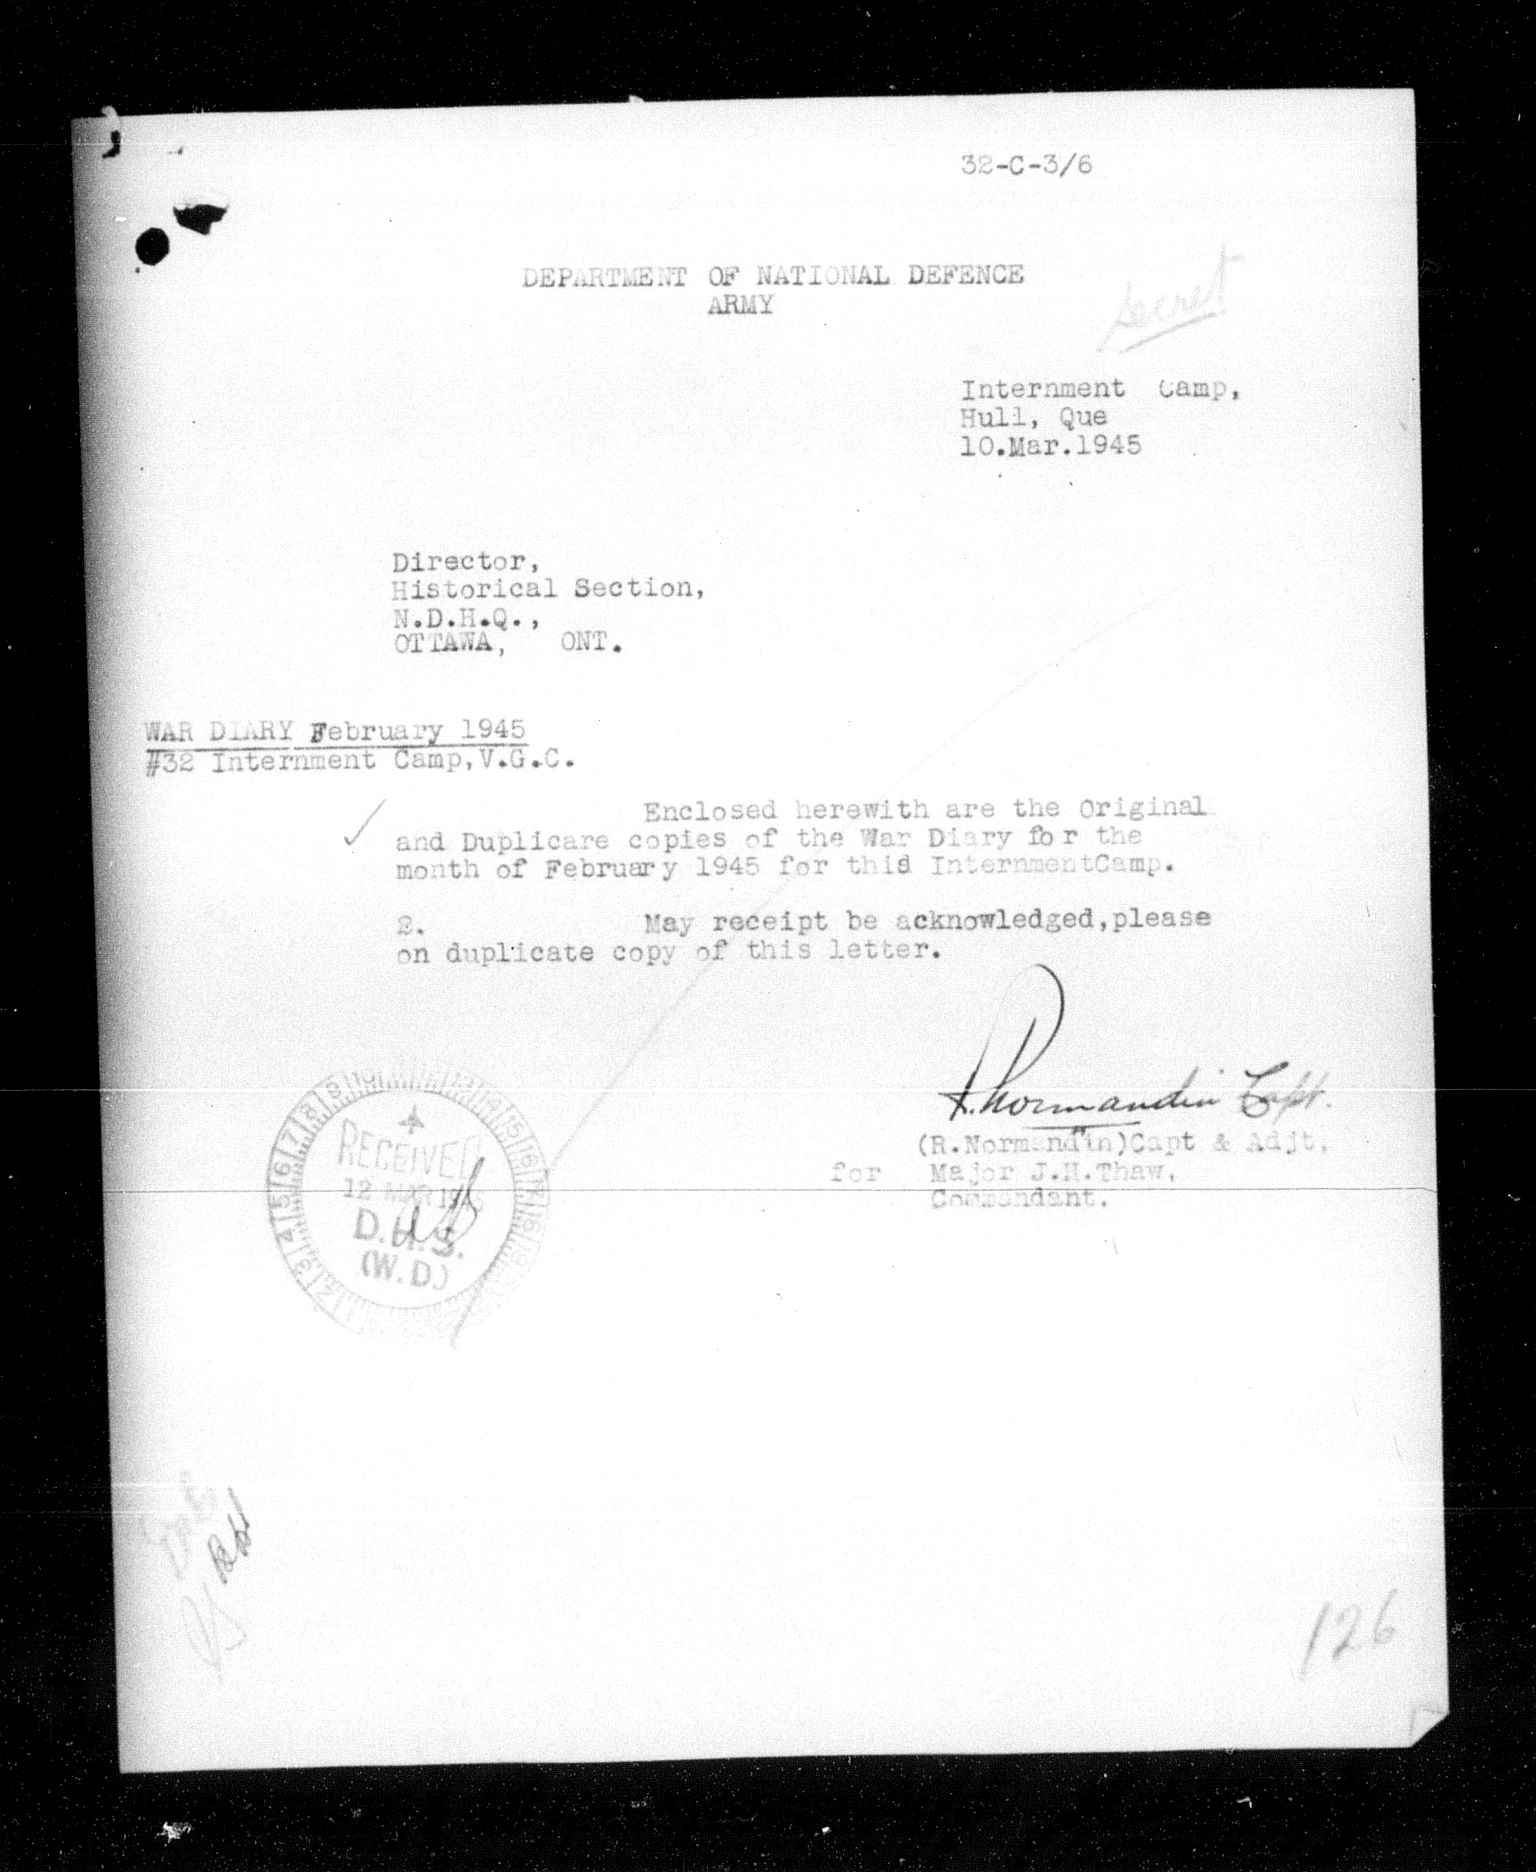 32-C-3/6
DEPARTMENT OF NATIONAL DEFENCE
ARMY
Secret
Internment Camp,
Hull, Que
10.Mar.1945
Director,
Historical Section,
N.D.H.Q.,
OTTAWA, ONT.
WAR DIARY February 1945
#32 Internment Camp,V.G.C.
Enclosed herewith are the Original
and Duplicare copies of the War Diary for the
month of February 1945 for this InternmentCamp.
2. May receipt be acknowledged,please
on duplicate copy of this letter.
R. Normandin Capt.
(R.Normandin)Capt & Adjt,
for Major J.H.Thaw,
Commandant.
RECEIVED
12 MAR 1945
D.H.S.
(W.D.)
126